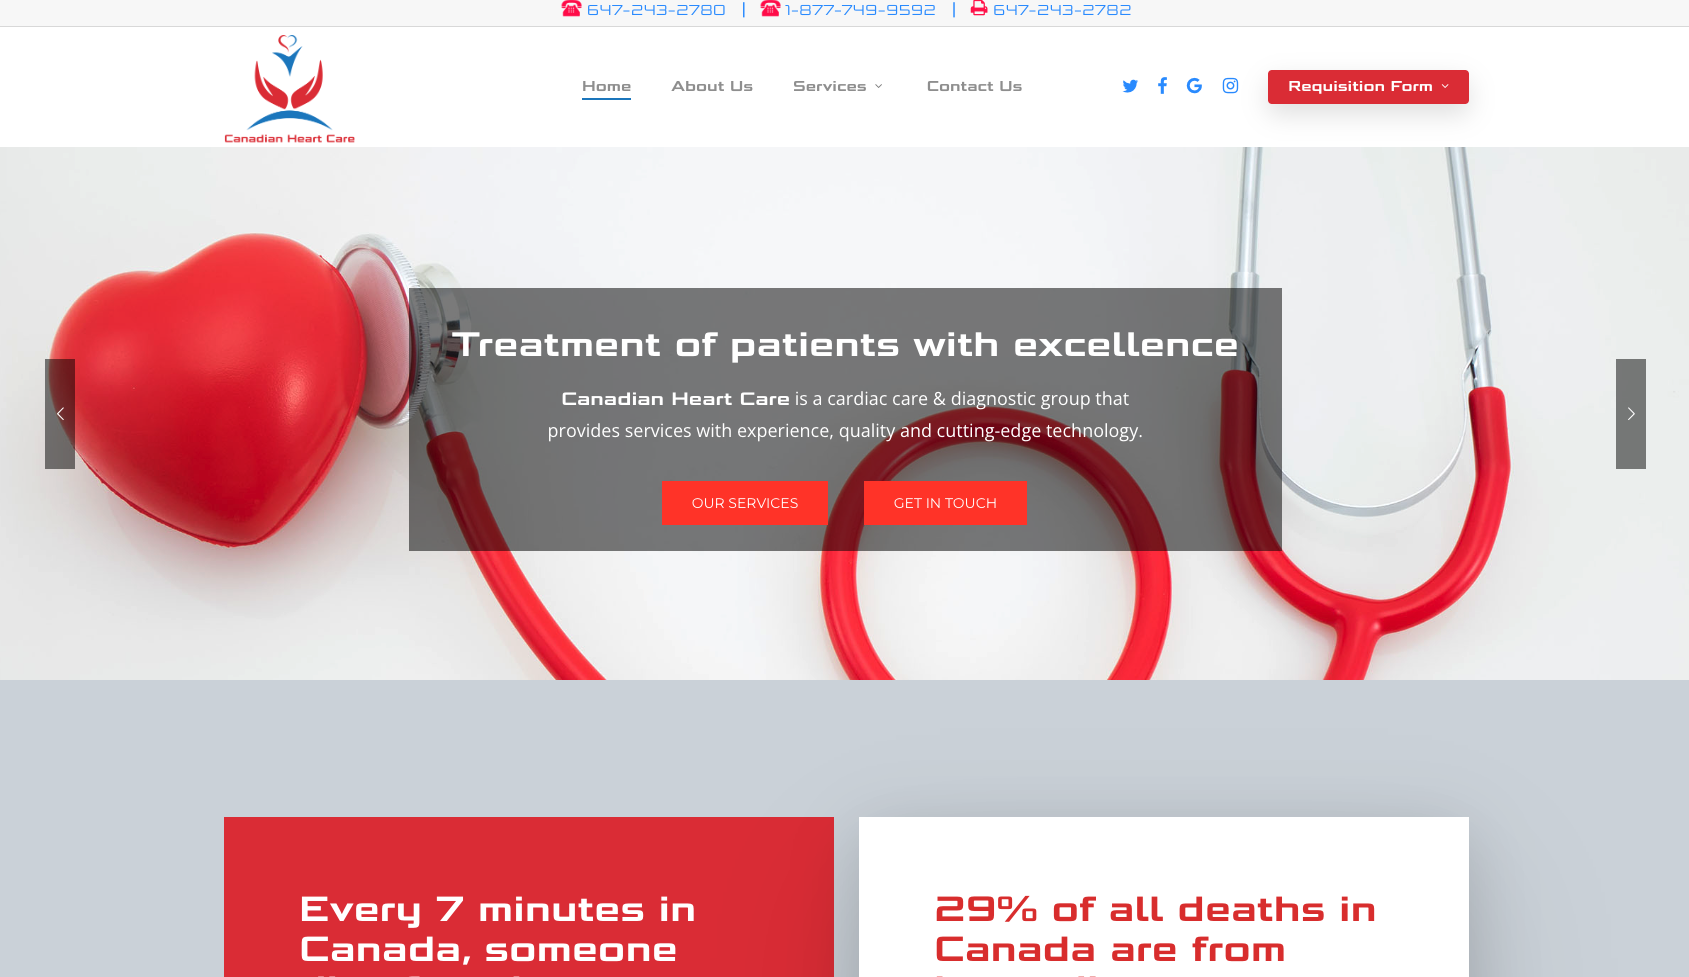 647-243-2780 | 1-877-749-9592 | 647-243-2782
Canadian Heart Care
Home About Us Services Contact Us Requisition Form
Treatment of patients with excellence
Canadian Heart Care is a cardiac care & diagnostic group that
provides services with experience, quality and cutting-edge technology.
OUR SERVICES GET IN TOUCH
Every 7 minutes in
Canada, someone
29% of all deaths in
Canada are from